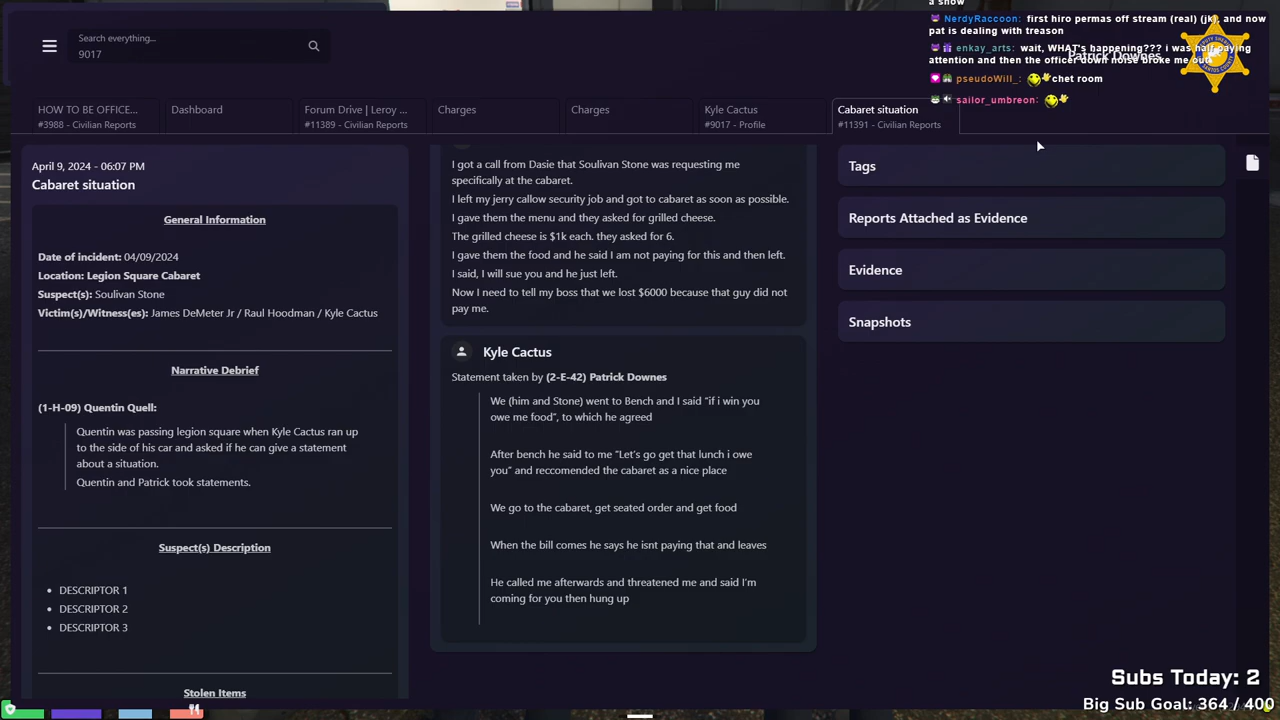 a show
NerdyRaccoon: first hiro permas off stream (real) (jk), and now
pat is dealing with treason
enkay_arts: wait, WHAT's happening??? i was half paying
attention and then the officer down noise broke me out
pseudoWill_: chet room
sailor_umbreon:
Search everything...
9017
Patrick Downes
HOW TO BE OFFICE...
#3988 - Civilian Reports
Dashboard
Forum Drive | Leroy ...
#11389 - Civilian Reports
Charges
Charges
Kyle Cactus
#9017 - Profile
Cabaret situation
#11391 - Civilian Reports
April 9, 2024 - 06:07 PM
Cabaret situation
General Information
Date of incident: 04/09/2024
Location: Legion Square Cabaret
Suspect(s): Soulivan Stone
Victim(s)/Witness(es): James DeMeter Jr / Raul Hoodman / Kyle Cactus
Narrative Debrief
(1-H-09) Quentin Quell:
Quentin was passing legion square when Kyle Cactus ran up
to the side of his car and asked if he can give a statement
about a situation.
Quentin and Patrick took statements.
Suspect(s) Description
• DESCRIPTOR 1
• DESCRIPTOR 2
• DESCRIPTOR 3
Stolen Items
I got a call from Dasie that Soulivan Stone was requesting me
specifically at the cabaret.
I left my jerry callow security job and got to cabaret as soon as possible.
I gave them the menu and they asked for grilled cheese.
The grilled cheese is $1k each. they asked for 6.
I gave them the food and he said I am not paying for this and then left.
I said, I will sue you and he just left.
Now I need to tell my boss that we lost $6000 because that guy did not
pay me.
Kyle Cactus
Statement taken by (2-E-42) Patrick Downes
We (him and Stone) went to Bench and I said "if i win you
owe me food", to which he agreed
After bench he said to me "Let's go get that lunch i owe
you" and reccomended the cabaret as a nice place
We go to the cabaret, get seated order and get food
When the bill comes he says he isnt paying that and leaves
He called me afterwards and threatened me and said I'm
coming for you then hung up
Tags
Reports Attached as Evidence
Evidence
Snapshots
Subs Today: 2
Big Sub Goal: 364 / 400